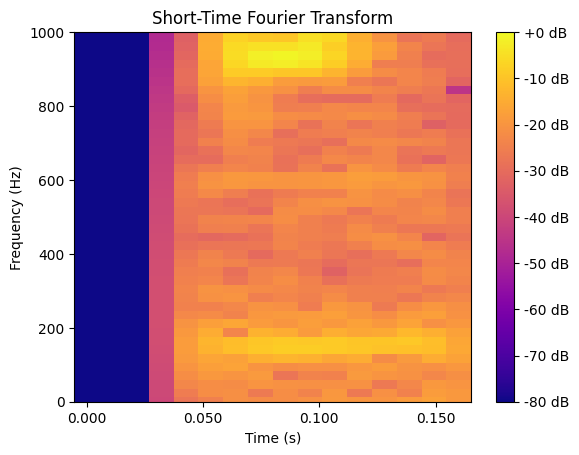 Short-Time Fourier Transform
1000
800
600
400
200
0
Frequency (Hz)
0.000
0.050
0.100
0.150
Time (s)
+0 dB
-10 dB
-20 dB
-30 dB
-40 dB
-50 dB
-60 dB
-70 dB
-80 dB